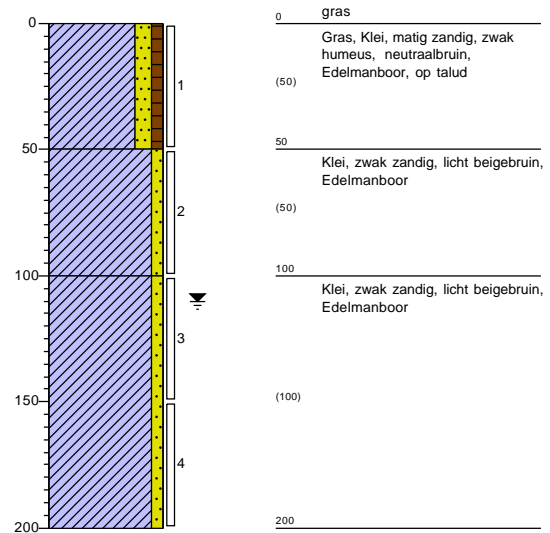 0
50
100
150
200
1
2
3
4
gras
0
Gras, Klei, matig zandig, zwak
humeus, neutraalbruin,
Edelmanboor, op talud
(50)
50
Klei, zwak zandig, licht beigebruin,
Edelmanboor
(50)
100
Klei, zwak zandig, licht beigebruin,
Edelmanboor
(100)
200